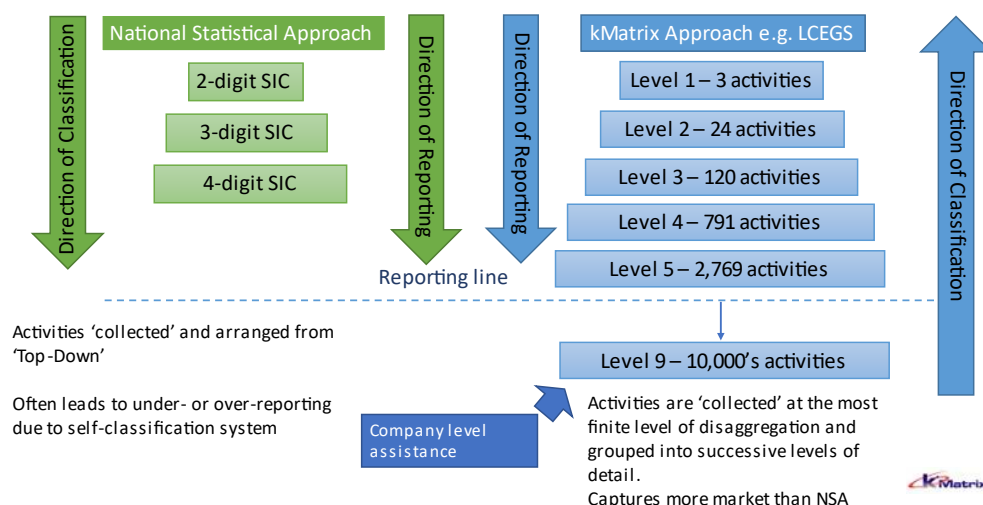 National Statistical Approach
kMatrix Approach e.g. LCEGS
Direction of Classification
2-digit SIC
3-digit SIC
4-digit SIC
Direction of Reporting
Direction of Reporting
Level 1 – 3 activities
Level 2 – 24 activities
Level 3 – 120 activities
Level 4 – 791 activities
Level 5 – 2,769 activities
Direction of Classification
Reporting line
Activities ‘collected’ and arranged from
‘Top-Down’
Often leads to under- or over-reporting
due to self-classification system
Level 9 – 10,000’s activities
Company level
assistance
Activities are ‘collected’ at the most
finite level of disaggregation and
grouped into successive levels of
detail.
Captures more market than NSA
kMatrix